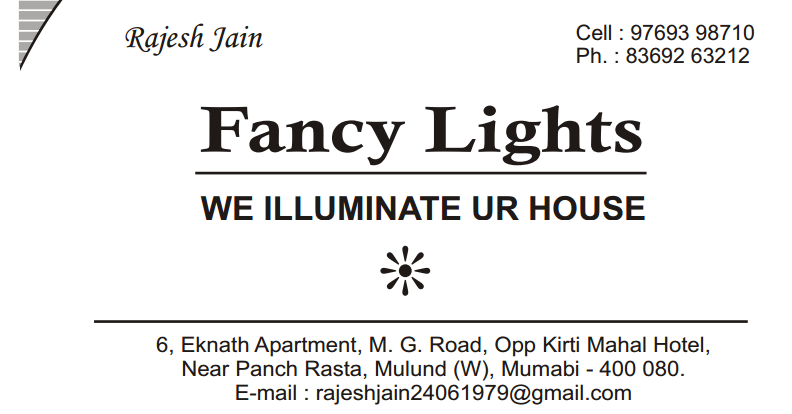 Rajesh Jain
Cell : 97693 98710
Ph. : 83692 63212
Fancy Lights
WE ILLUMINATE UR HOUSE
6, Eknath Apartment, M. G. Road, Opp Kirti Mahal Hotel,
Near Panch Rasta, Mulund (W), Mumabi - 400 080.
E-mail : rajeshjain24061979@gmail.com